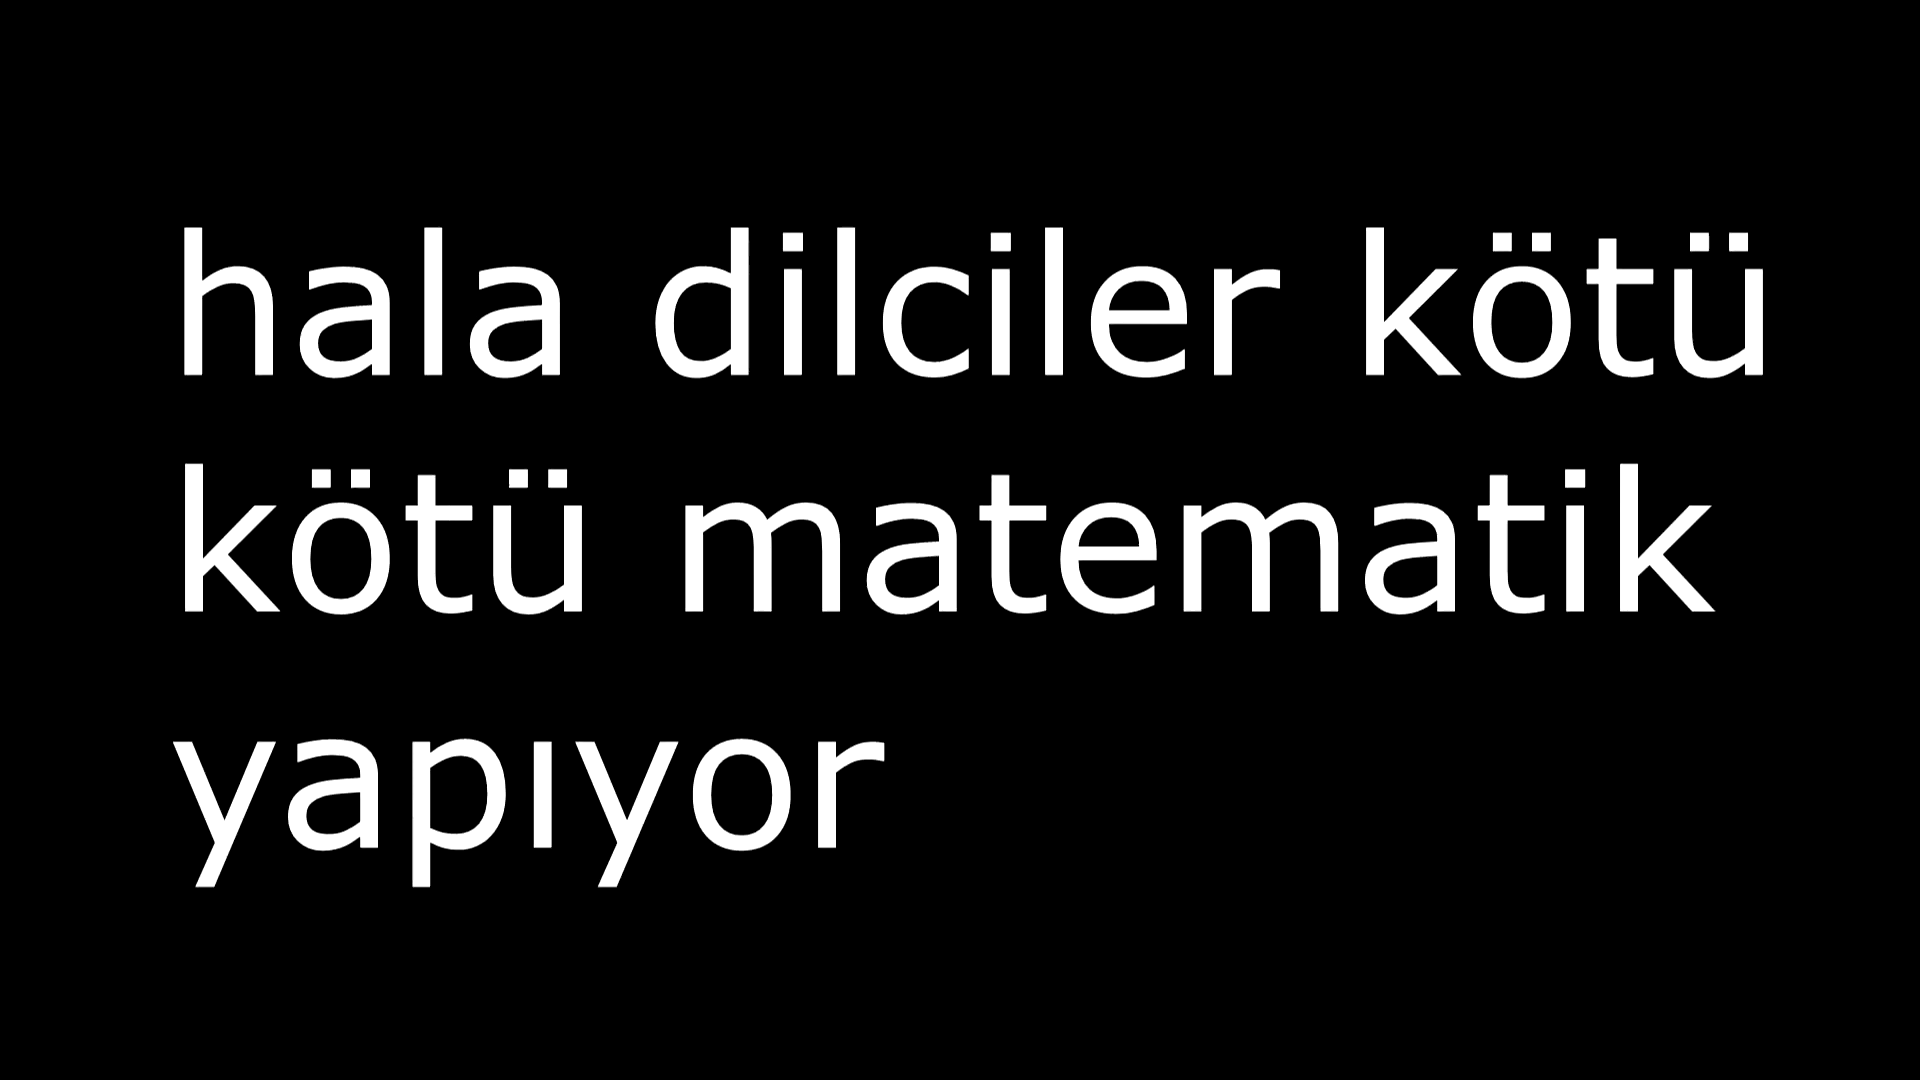 hala dilciler kötü
kötü matematik
yapıyor